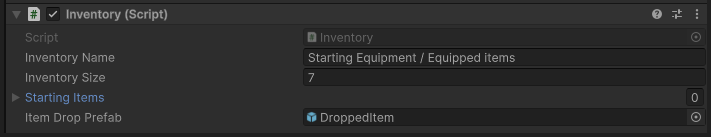 Inventory (Script)
Script Inventory
Inventory Name Starting Equipment / Equipped items
Inventory Size 7
Starting Items 0
Item Drop Prefab DroppedItem